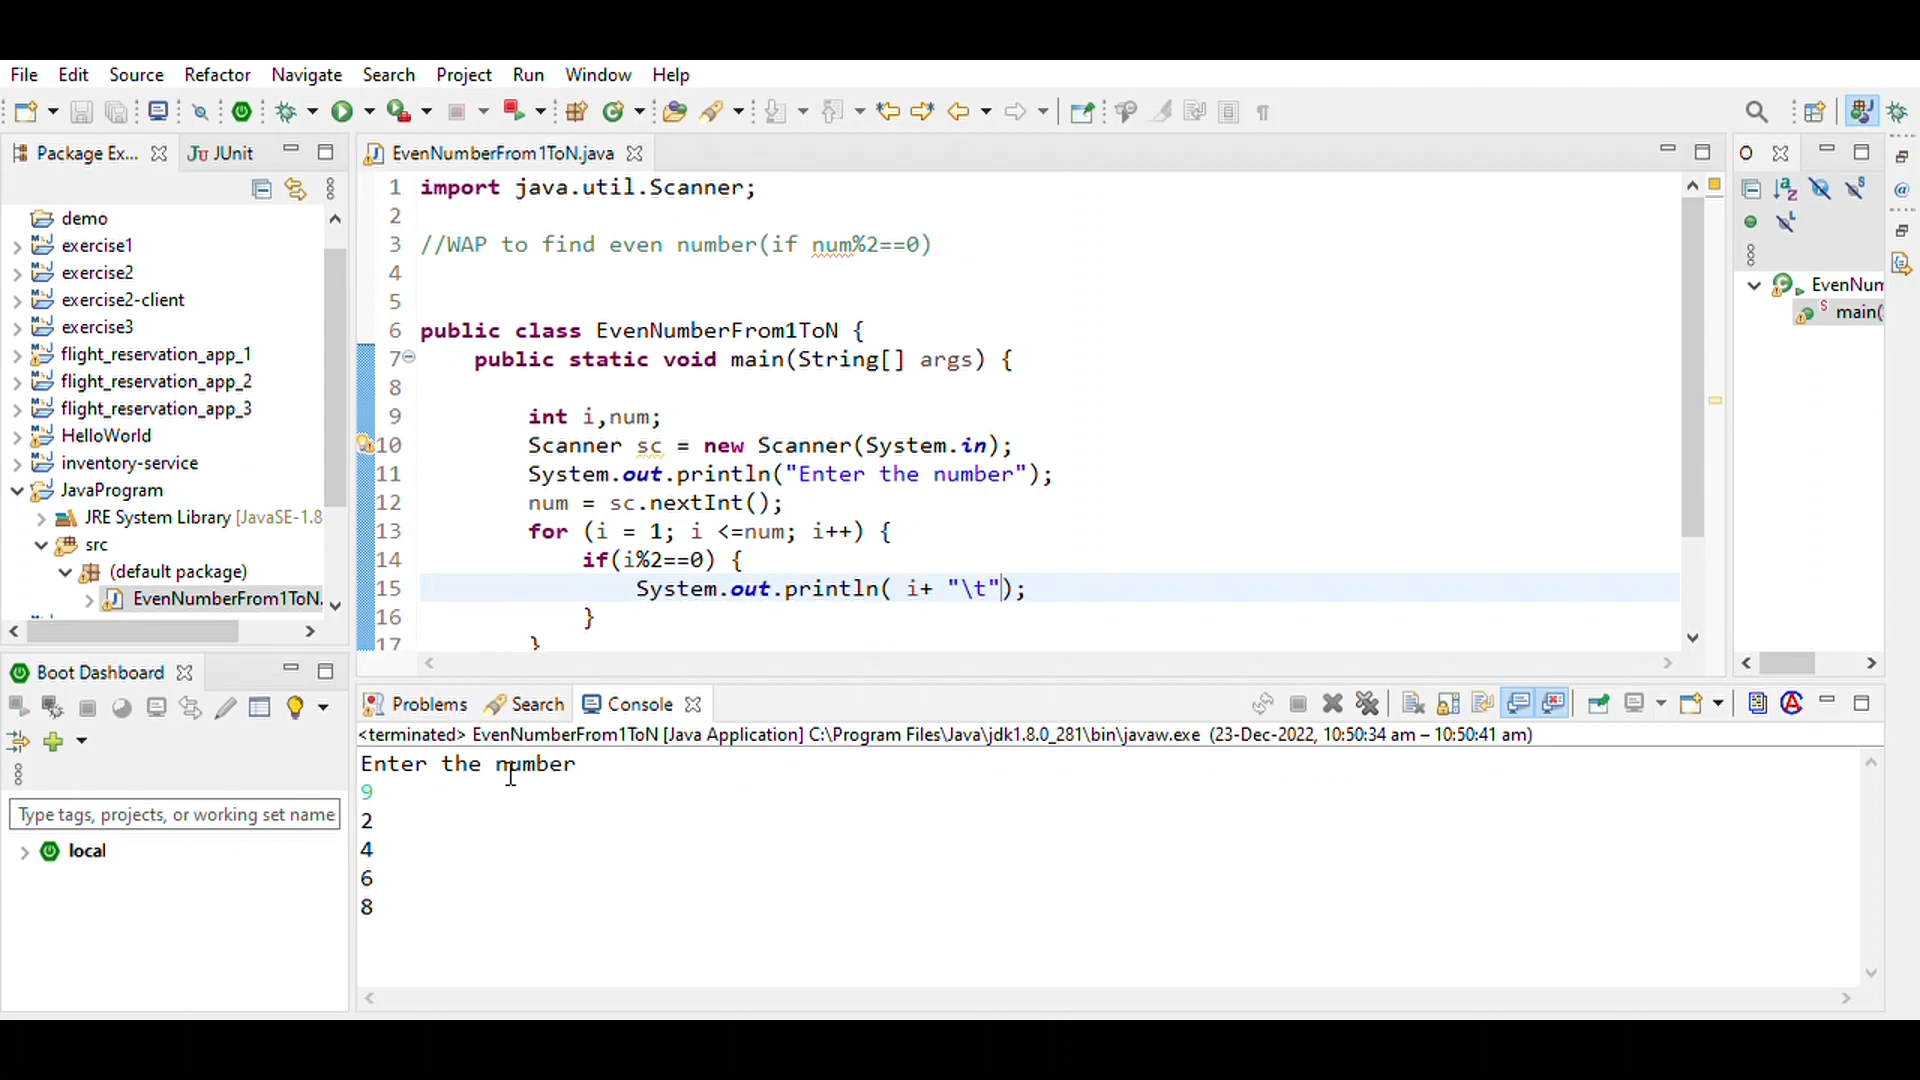 File Edit Source Refactor Navigate Search Project Run Window Help
Package Ex... JUnit
demo
exercise1
exercise2
exercise2-client
exercise3
flight_reservation_app_1
flight_reservation_app_2
flight_reservation_app_3
HelloWorld
inventory-service
JavaProgram
JRE System Library [JavaSE-1.8
src
(default package)
EvenNumberFrom1ToN.
EvenNumberFrom1ToN.java
1 import java.util.Scanner;
2
3 //WAP to find even number(if num%2==0)
4
5
6 public class EvenNumberFrom1ToN {
7 public static void main(String[] args) {
8
9 int i,num;
10 Scanner sc = new Scanner(System.in);
11 System.out.println("Enter the number");
12 num = sc.nextInt();
13 for (i = 1; i <=num; i++) {
14 if(i%2==0) {
15 System.out.println( i+ "\t");
16 }
17 }
O
EvenNum
main(
Boot Dashboard
Type tags, projects, or working set name
local
Problems Search Console
<terminated> EvenNumberFrom1ToN [Java Application] C:\Program Files\Java\jdk1.8.0_281\bin\javaw.exe (23-Dec-2022, 10:50:34 am – 10:50:41 am)
Enter the number
9
2
4
6
8